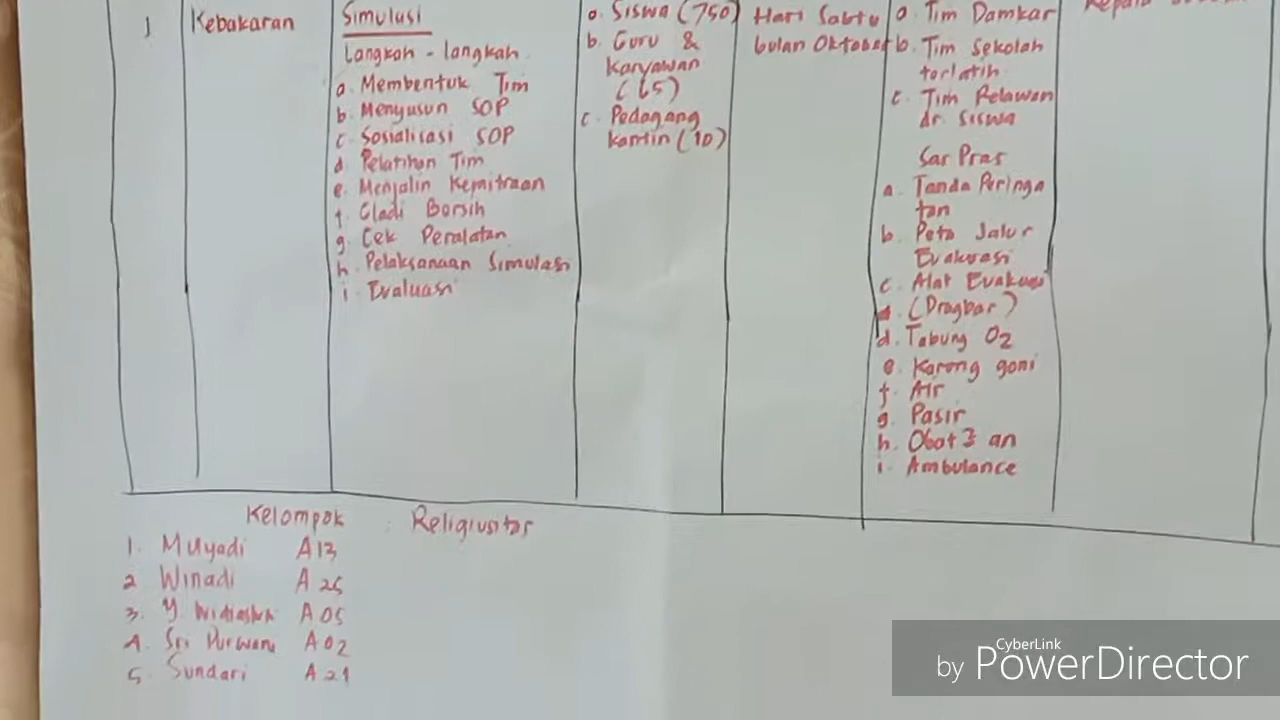 1
Kebakaran
Simulasi
Langkah - langkah
a. Membentuk Tim
b. Menyusun SOP
c. Sosialisasi SOP
d. Pelatihan Tim
e. Menjalin Kemitraan
f. Gladi Bersih
g. Cek Peralatan
h. Pelaksanaan Simulasi
i. Evaluasi
a. Siswa (750)
b. Guru &
Karyawan
(65)
c. Pedagang
kantin (10)
Hari Sabtu
bulan Oktober
a. Tim Damkar
b. Tim Sekolah
terlatih
c. Tim Relawan
dr. Siswa
Sar Pras
a. Tanda Peringa
tan
b. Peta Jalur
Evakuasi
c. Alat Evakuasi
(Dragbar)
d. Tabung O2
e. Karung goni
f. Air
g. Pasir
h. Obat2 an
i. Ambulance
Kepala
Kelompok : Religiusitas
1. Muyadi A13
2. Winadi A25
3. Y. A05
4. Sri A02
5. Sundari A21
CyberLink
by PowerDirector